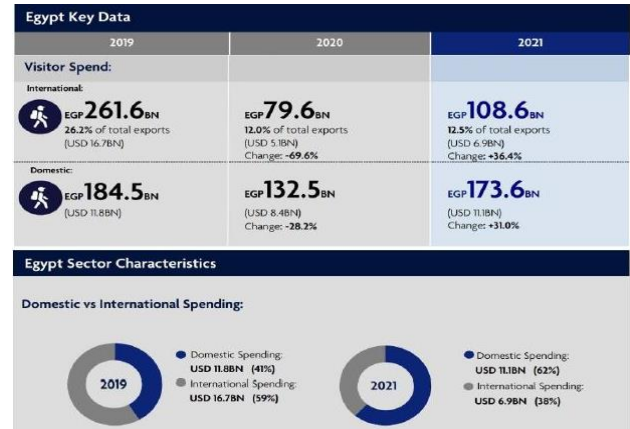 Egypt Key Data
2019 2020 2021
Visitor Spend:
International:
EGP261.6BN
26.2% of total exports
(USD 16.7BN)
EGP79.6BN
12.0% of total exports
(USD 5.1BN)
Change: -69.6%
EGP108.6BN
12.5% of total exports
(USD 6.9BN)
Change: +36.4%
Domestic:
EGP184.5BN
(USD 11.8BN)
EGP132.5BN
(USD 8.4BN)
Change: -28.2%
EGP173.6BN
(USD 11.1BN)
Change: +31.0%
Egypt Sector Characteristics
Domestic vs International Spending:
2019
Domestic Spending:
USD 11.8BN (41%)
International Spending:
USD 16.7BN (59%)
2021
Domestic Spending:
USD 11.1BN (62%)
International Spending:
USD 6.9BN (38%)